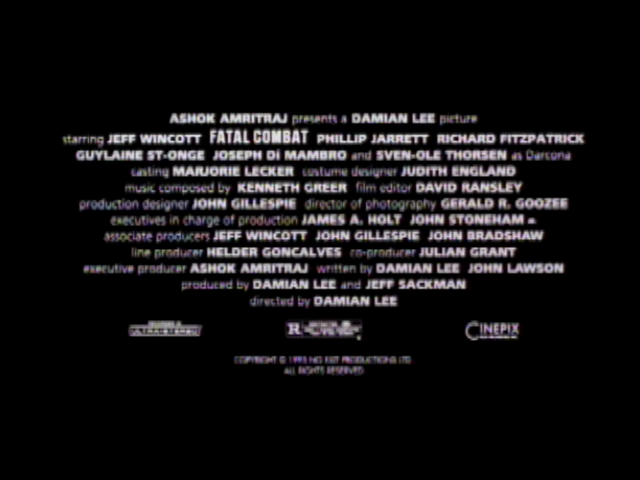 ASHOK AMRITRAJ presents a DAMIAN LEE picture
starring JEFF WINCOTT FATAL COMBAT PHILLIP JARRETT RICHARD FITZPATRICK
GUYLAINE ST-ONGE JOSEPH Di MAMBRO and SVEN-OLE THORSEN as Darcona
casting MARJORIE LECKER costume designer JUDITH ENGLAND
music composed by KENNETH GREER film editor DAVID RANSLEY
production designer JOHN GILLESPIE director of photography GERALD R. GOOZEE
executives in charge of production JAMES A. HOLT JOHN STONEHAM
associate producers JEFF WINCOTT JOHN GILLESPIE JOHN BRADSHAW
line producer HELDER GONCALVES co-producer JULIAN GRANT
executive producer ASHOK AMRITRAJ written by DAMIAN LEE JOHN LAWSON
produced by DAMIAN LEE and JEFF SACKMAN
directed by DAMIAN LEE
ULTRA-STEREO R CINEPIX
COPYRIGHT © PRODUCTIONS LTD
ALL RIGHTS RESERVED